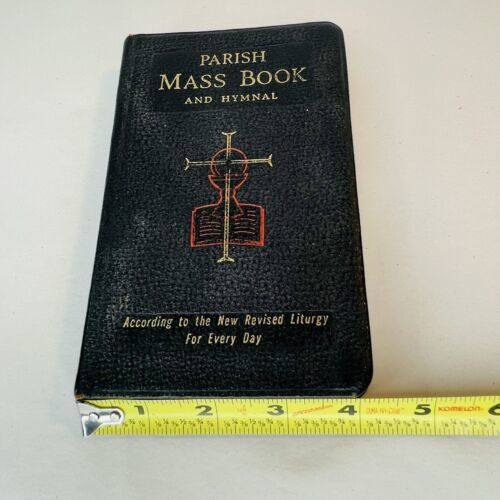 PARISH
MASS BOOK
AND HYMNAL
According to the New Revised Liturgy
For Every Day
1 2 3 4 5 KOMELON 6